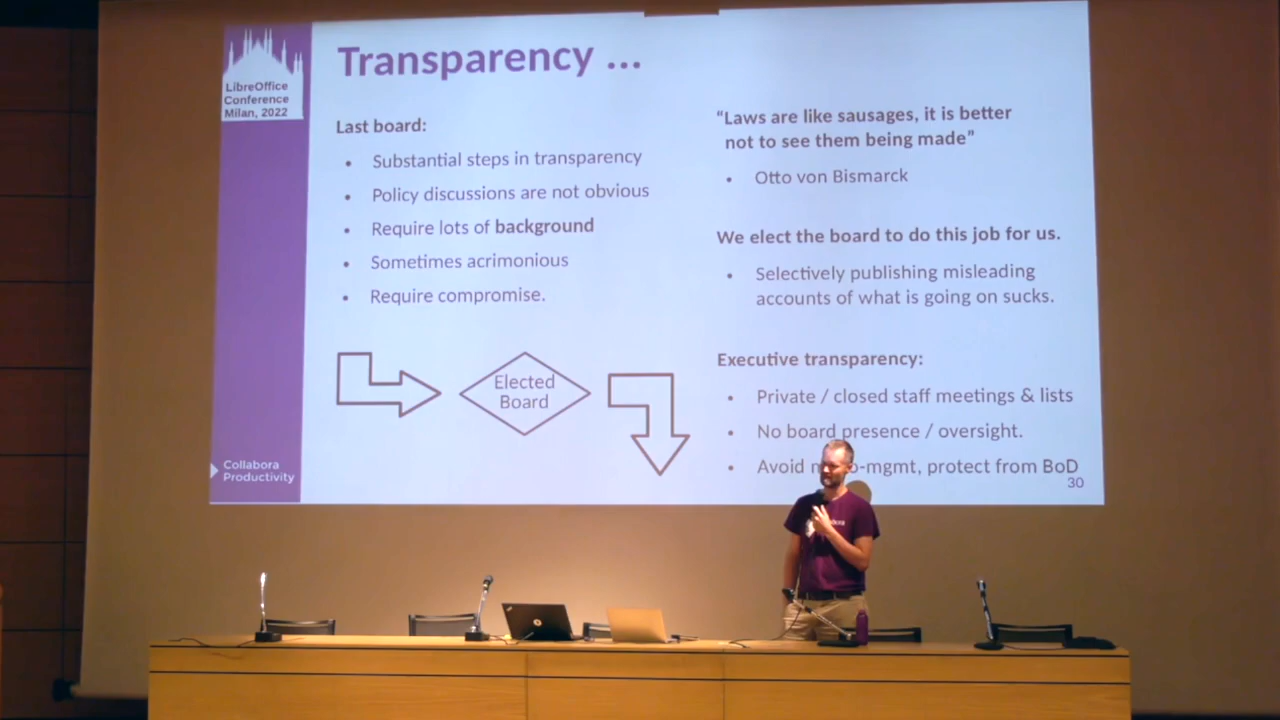 LibreOffice
Conference
Milan, 2022
Transparency ...
Last board:
• Substantial steps in transparency
• Policy discussions are not obvious
• Require lots of background
• Sometimes acrimonious
• Require compromise.
Elected
Board
“Laws are like sausages, it is better
not to see them being made”
• Otto von Bismarck
We elect the board to do this job for us.
• Selectively publishing misleading
accounts of what is going on sucks.
Executive transparency:
• Private / closed staff meetings & lists
• No board presence / oversight.
• Avoid -mgmt, protect from BoD
30
Collabora
Productivity